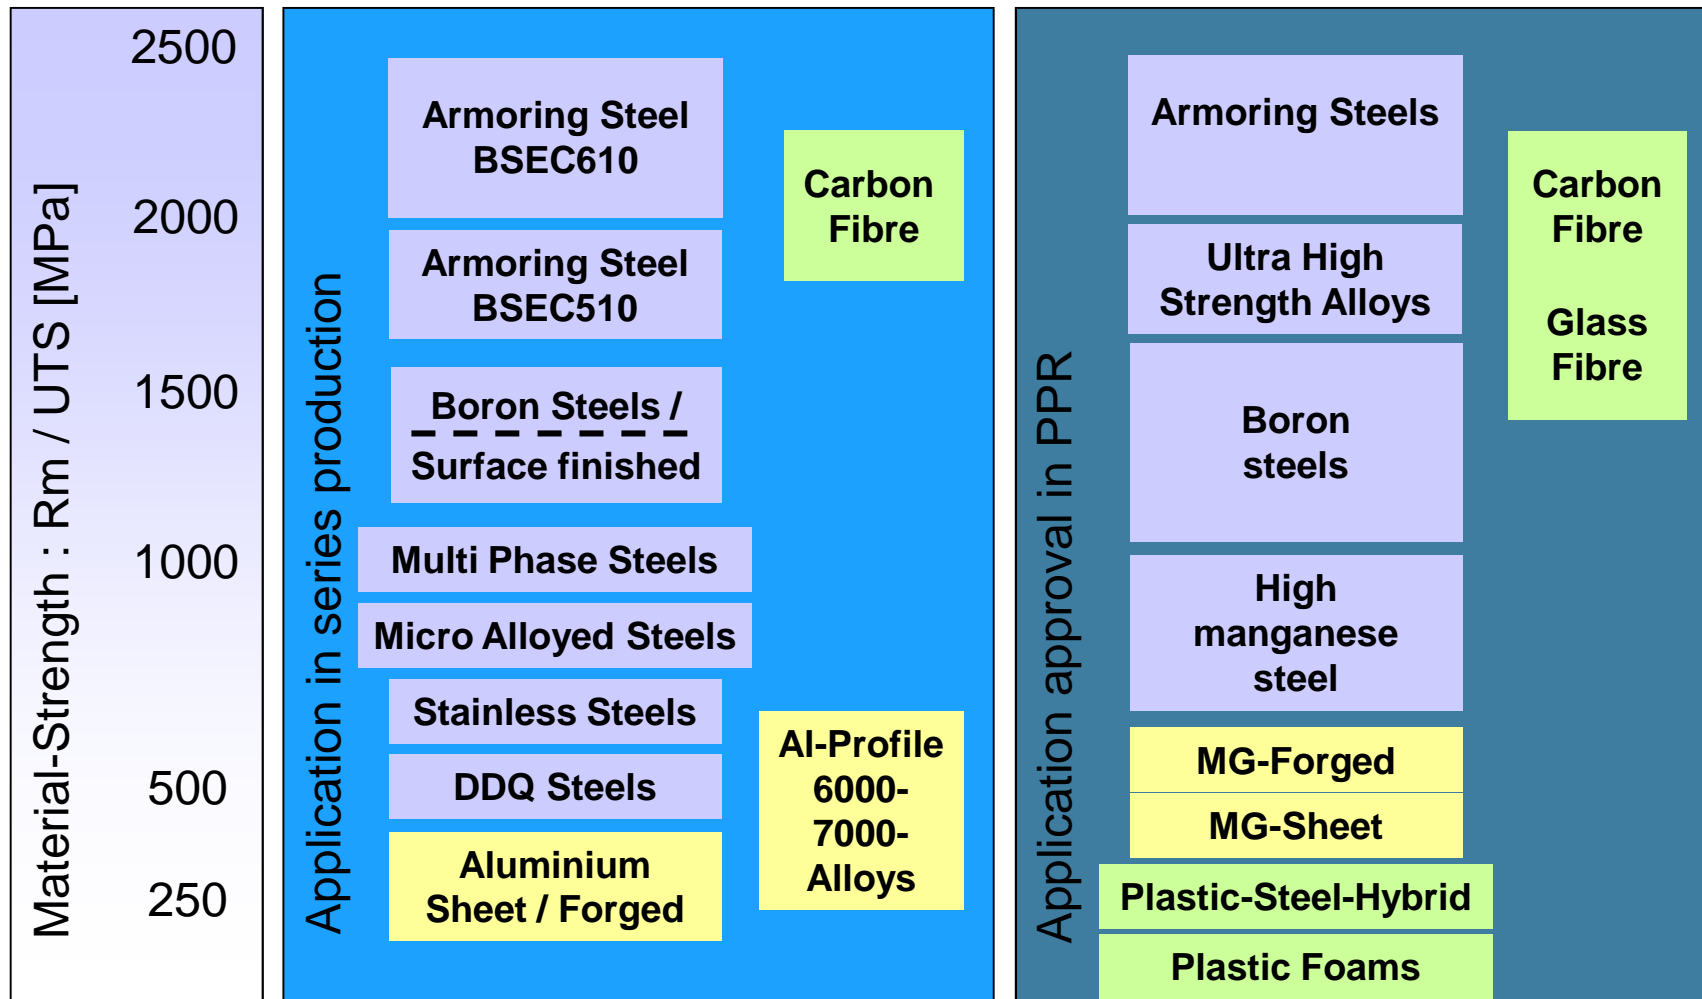 Material-Strength : Rm / UTS [MPa]
2500
2000
1500
1000
500
250
Application in series production
Armoring Steel
BSEC610
Armoring Steel
BSEC510
Boron Steels /
Surface finished
Multi Phase Steels
Micro Alloyed Steels
Stainless Steels
DDQ Steels
Aluminium
Sheet / Forged
Carbon
Fibre
Al-Profile
6000-
7000-
Alloys
Application approval in PPR
Armoring Steels
Ultra High
Strength Alloys
Boron
steels
High
manganese
steel
MG-Forged
MG-Sheet
Plastic-Steel-Hybrid
Plastic Foams
Carbon
Fibre
Glass
Fibre